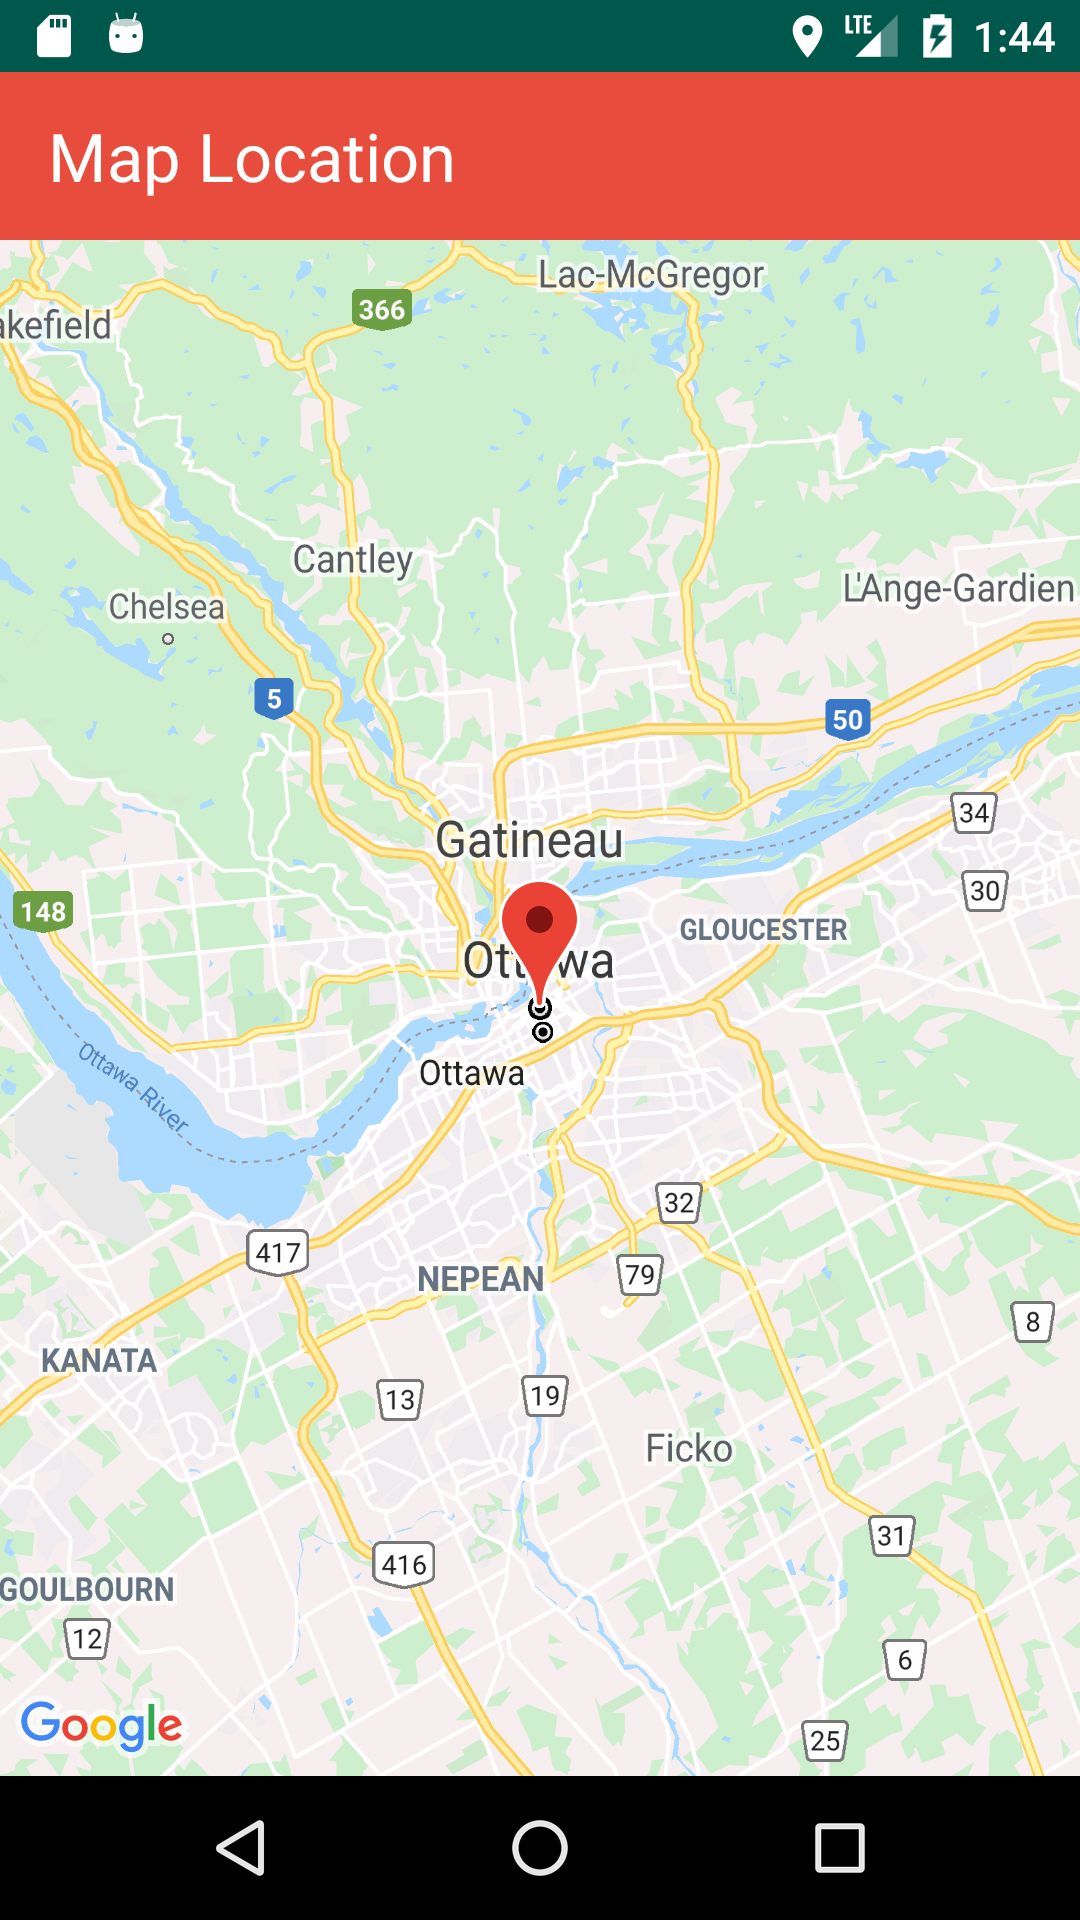 LTE 1:44
Map Location
Lac-McGregor
366
akefield
Cantley
L'Ange-Gardien
Chelsea
5
50
34
Gatineau
30
148
GLOUCESTER
Ottawa
Ottawa River
Ottawa
32
417
NEPEAN
79
8
KANATA
13
19
Ficko
31
416
GOULBOURN
12
6
Google
25